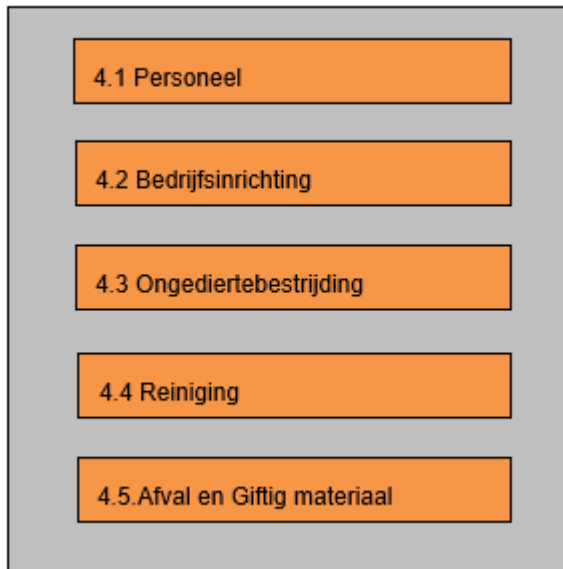 4.1 Personeel
4.2 Bedrijfsinrichting
4.3 Ongediertebestrijding
4.4 Reiniging
4.5.Afval en Giftig materiaal